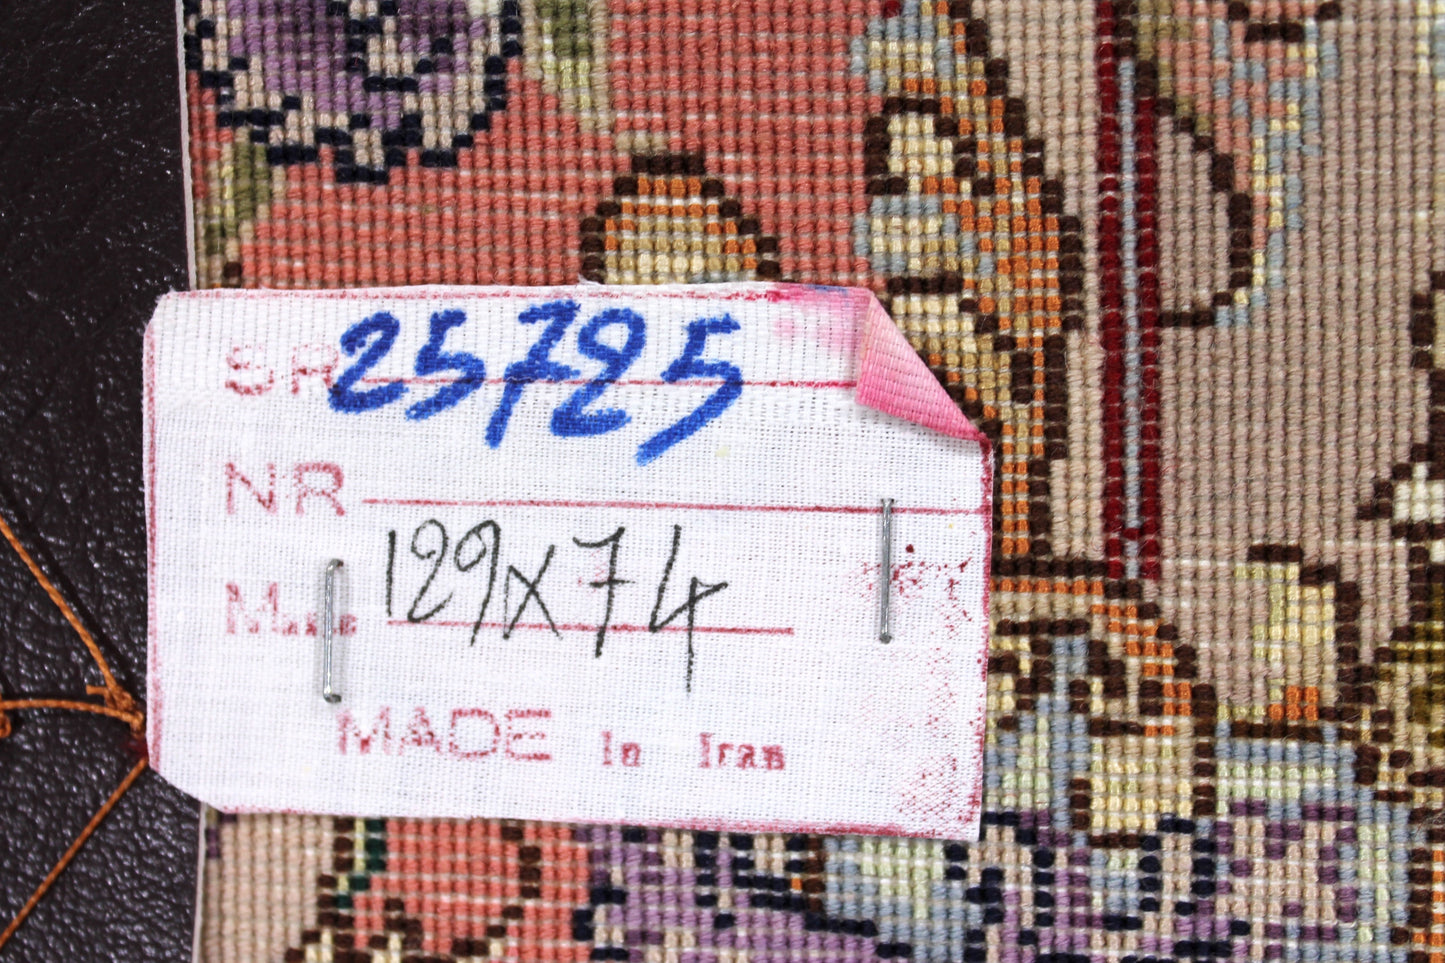 SR 25725
NR
129x74
MADE In Iran